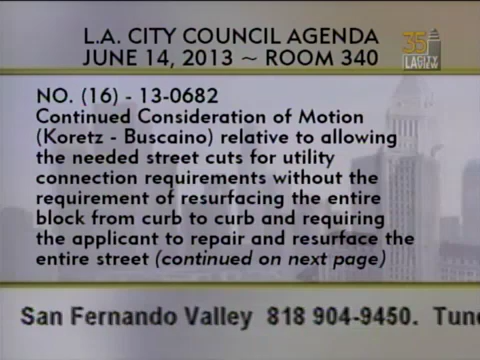 L.A. CITY COUNCIL AGENDA
JUNE 14, 2013 ~ ROOM 340
35
LA CITY VIEW
NO. (16) - 13-0682
Continued Consideration of Motion
(Koretz - Buscaino) relative to allowing
the needed street cuts for utility
connection requirements without the
requirement of resurfacing the entire
block from curb to curb and requiring
the applicant to repair and resurface the
entire street (continued on next page)
San Fernando Valley 818 904-9450. Tune